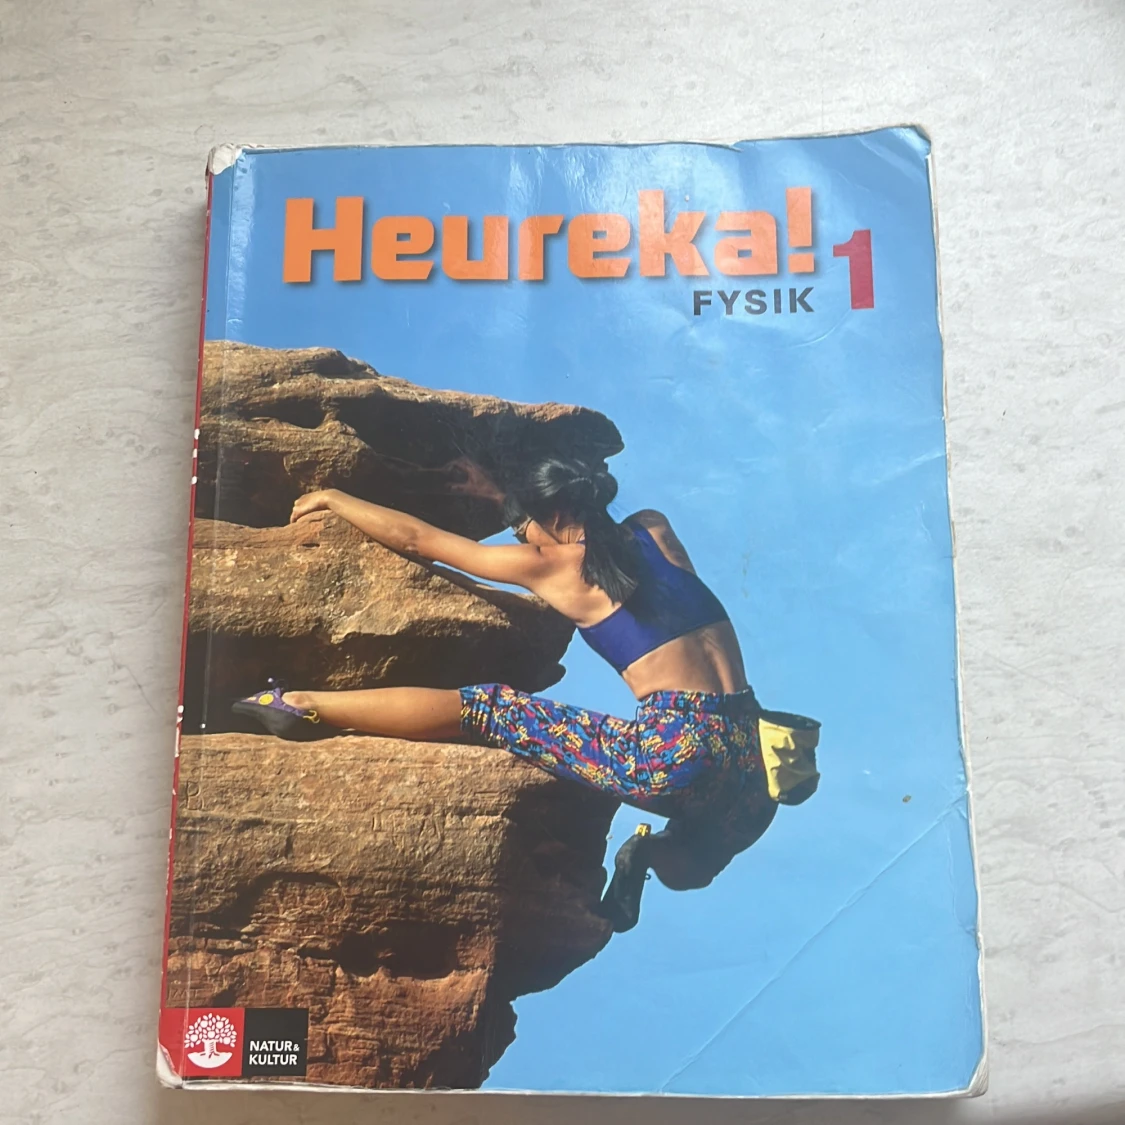 Heureka! 1
FYSIK
NATUR&
KULTUR